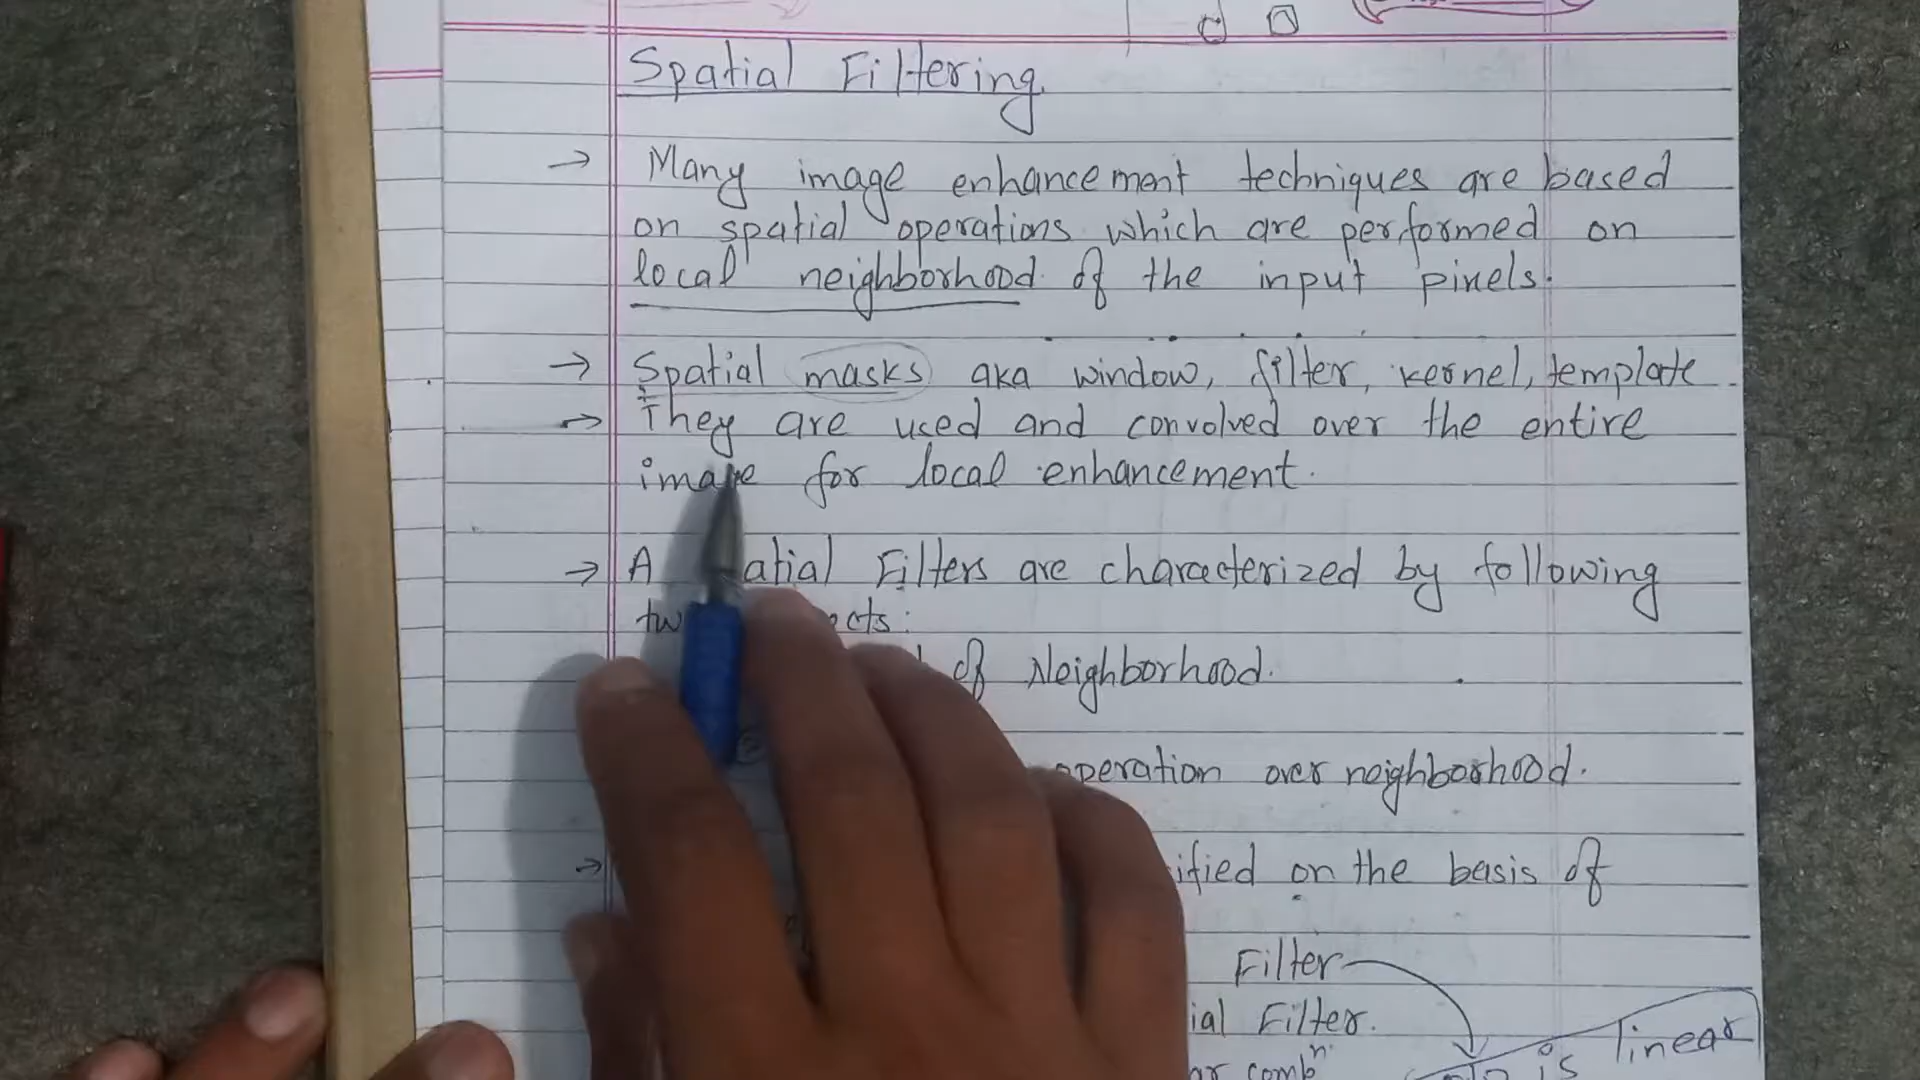 Spatial Filtering
→ Many image enhancement techniques are based
on spatial operations which are performed on
local neighborhood of the input pixels.
→ Spatial masks aka window, filter, kernel, template
→ They are used and convolved over the entire
image for local enhancement.
→ A Filters are characterized by following
of Neighborhood.
operation over neighborhood.
→ on the basis of
Filter
Filter.
is linear